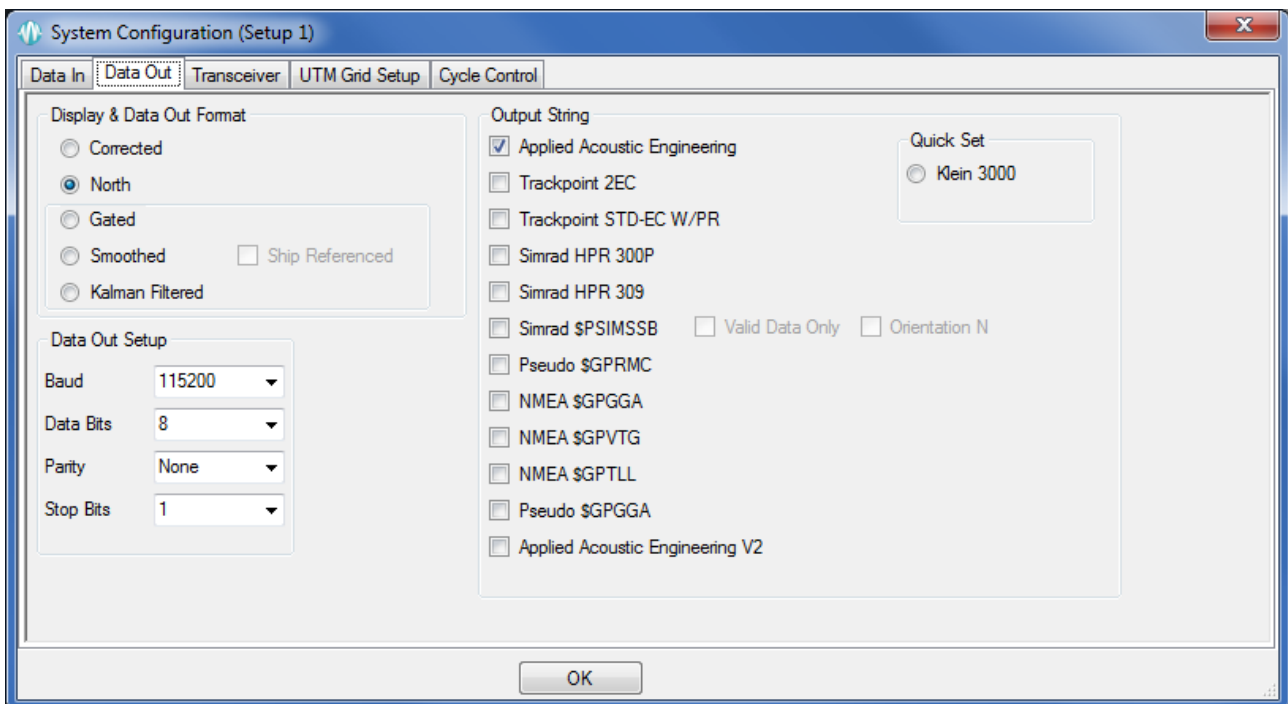 System Configuration (Setup 1)
Data In
Data Out
Transceiver
UTM Grid Setup
Cycle Control
Display & Data Out Format
Corrected
North
Gated
Smoothed
Ship Referenced
Kalman Filtered
Data Out Setup
Baud 115200
Data Bits 8
Parity None
Stop Bits 1
Output String
Applied Acoustic Engineering
Trackpoint 2EC
Trackpoint STD-EC W/PR
Simrad HPR 300P
Simrad HPR 309
Simrad $PSIMSSB
Valid Data Only
Orientation N
Pseudo $GPRMC
NMEA $GPGGA
NMEA $GPVTG
NMEA $GPTLL
Pseudo $GPGGA
Applied Acoustic Engineering V2
Quick Set
Klein 3000
OK